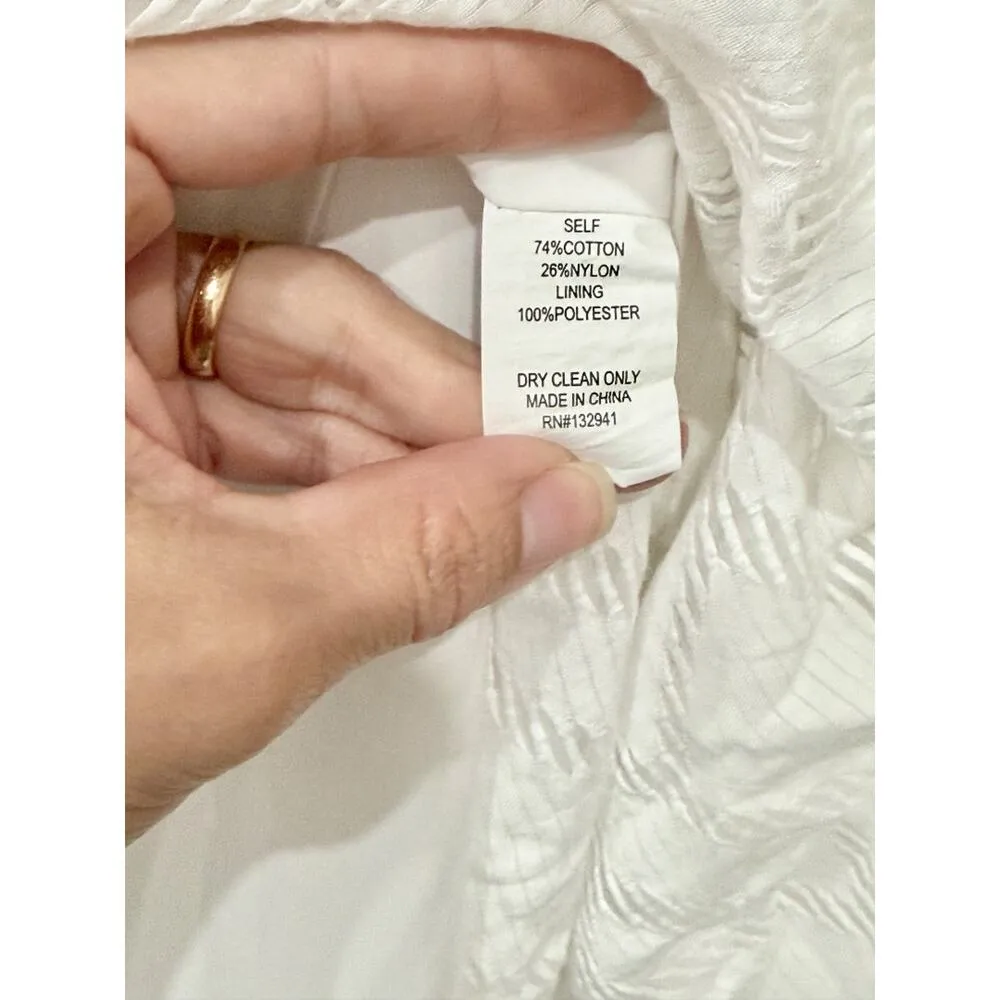 SELF
74%COTTON
26%NYLON
LINING
100%POLYESTER
DRY CLEAN ONLY
MADE IN CHINA
RN#132941